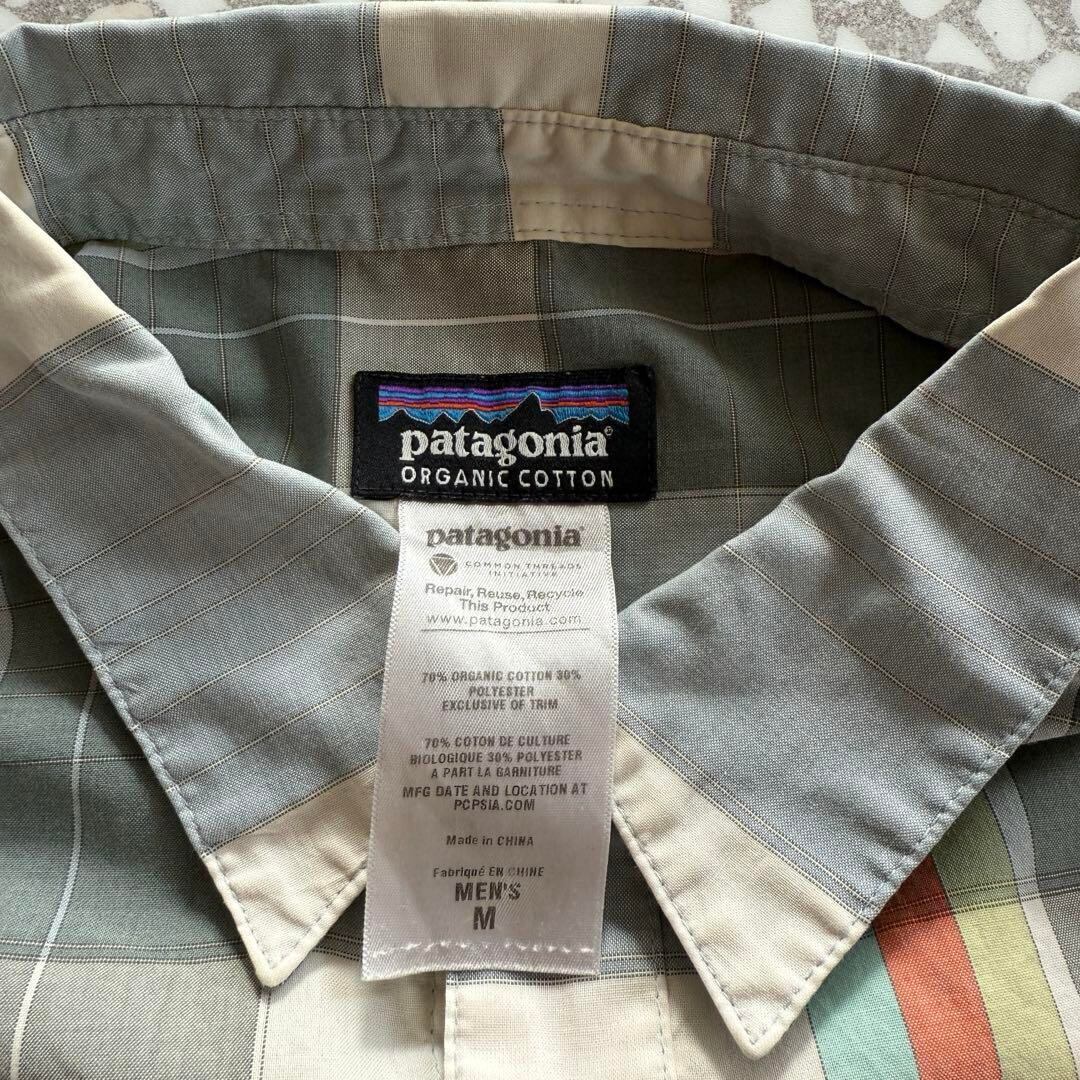 patagonia®
ORGANIC COTTON
patagonia®
COMMON THREADS
INITIATIVE
Repair, Reuse, Recycle
This Product
www.patagonia.com
70% ORGANIC COTTON 30%
POLYESTER
EXCLUSIVE OF TRIM
70% COTON DE CULTURE
BIOLOGIQUE 30% POLYESTER
A PART LA GARNITURE
MFG DATE AND LOCATION AT
PCPSIA.COM
Made in CHINA
Fabriqué EN CHINE
MEN'S
M